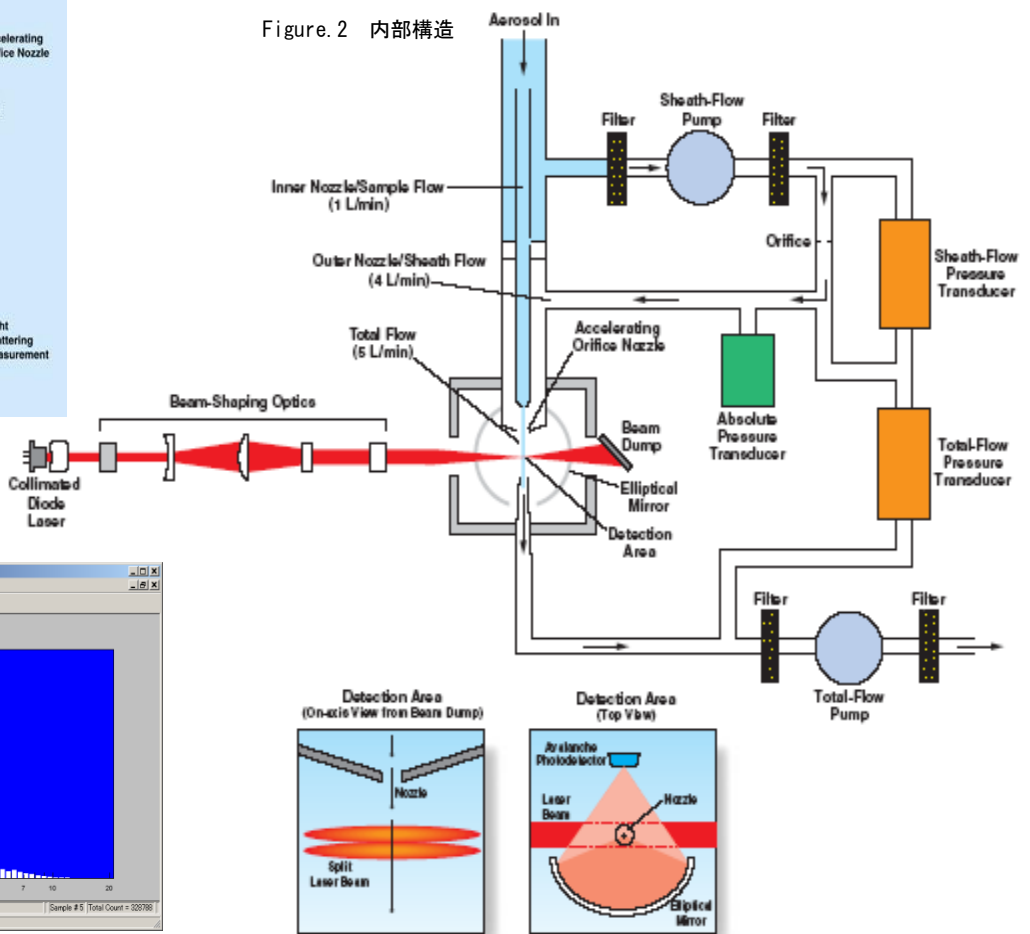 Figure.2 内部構造
celerating
fice Nozzle
ht
attering
asurement
Aerosol In
Sheath-Flow
Pump
Filter
Filter
Inner Nozzle/Sample Flow
(1 L/min)
Orifice
Outer Nozzle/Sheath Flow
(4 L/min)
Sheath-Flow
Pressure
Transducer
Total Flow
(5 L/min)
Accelerating
Orifice Nozzle
Beam-Shaping Optics
Absolute
Pressure
Transducer
Beam
Dump
Total-Flow
Pressure
Transducer
Collimated
Diode
Laser
Elliptical
Mirror
Detection
Area
Filter
Filter
Total-Flow
Pump
Detection Area
(On-axis View from Beam Dump)
Nozzle
Split
Laser Beam
Detection Area
(Top View)
Avalanche
Photodetector
Laser
Beam
Nozzle
Elliptical
Mirror
7 10 20
Sample # 5 Total Count = 328788